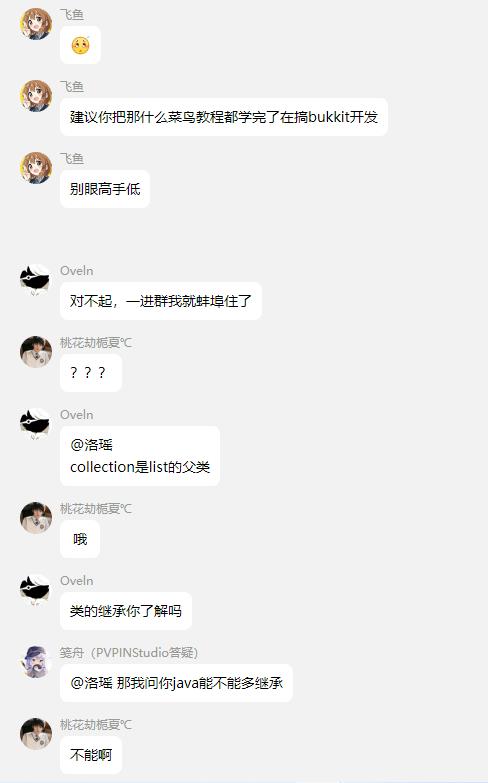 飞鱼
飞鱼
建议你把那什么菜鸟教程都学完了在搞bukkit开发
飞鱼
别眼高手低
Oveln
对不起，一进群我就蚌埠住了
桃花劫栀夏℃
？？？
Oveln
@洛瑶
collection是list的父类
桃花劫栀夏℃
哦
Oveln
类的继承你了解吗
笺舟（PVPINStudio答疑）
@洛瑶 那我问你java能不能多继承
桃花劫栀夏℃
不能啊